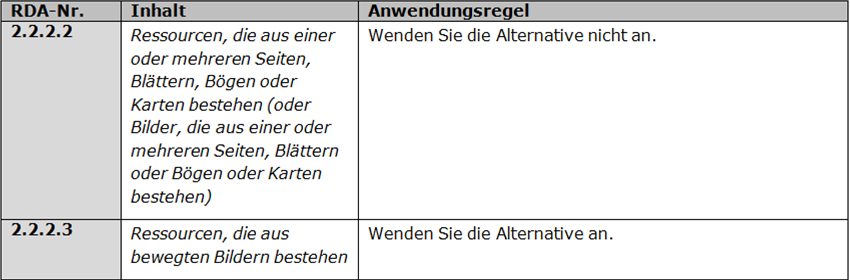 RDA-Nr. Inhalt Anwendungsregel
2.2.2.2 Ressourcen, die aus einer Wenden Sie die Alternative nicht an.
oder mehreren Seiten,
Blättern, Bögen oder
Karten bestehen (oder
Bilder, die aus einer oder
mehreren Seiten, Blättern
oder Bögen oder Karten
bestehen)
2.2.2.3 Ressourcen, die aus Wenden Sie die Alternative an.
bewegten Bildern bestehen